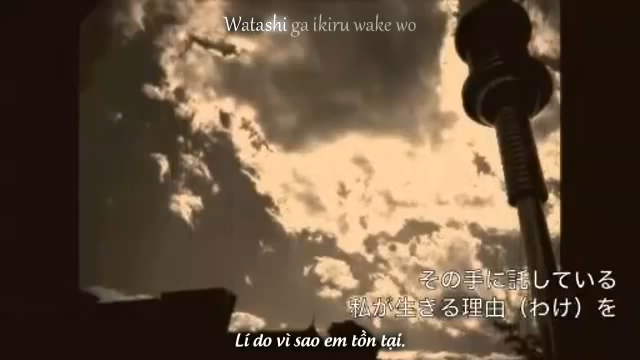 Watashi ga ikiru wake wo
その手に託している
私が生きる理由（わけ）を
Lí do vì sao em tồn tại.